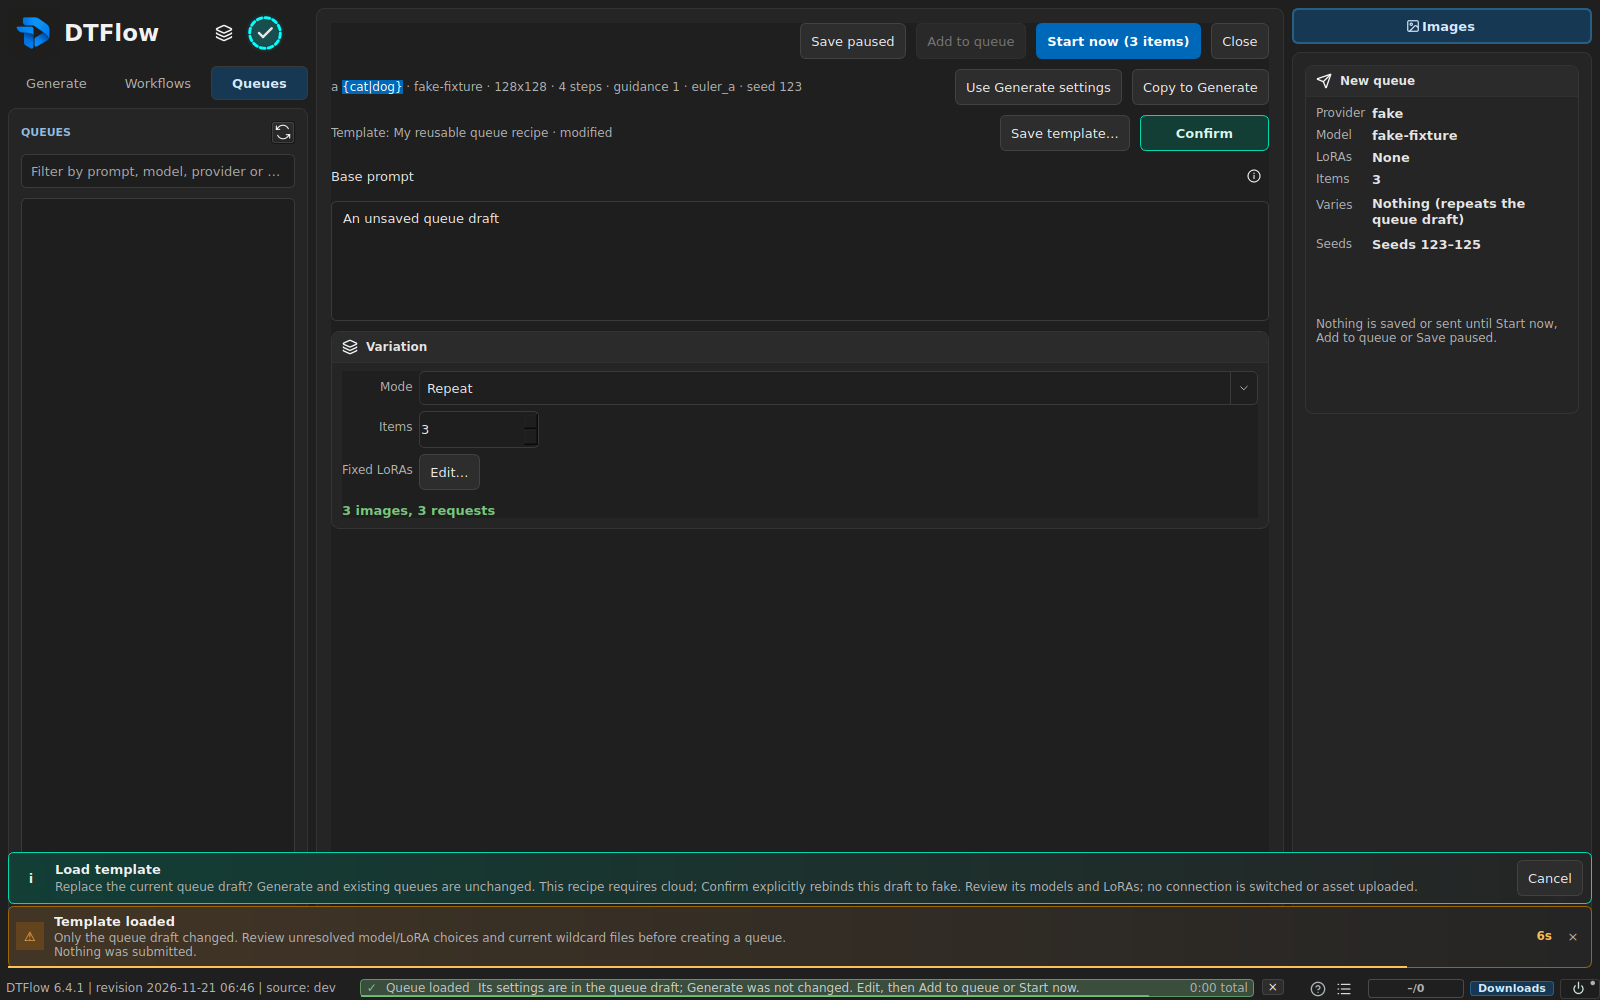 DTFlow
Generate
Workflows
Queues
QUEUES
Filter by prompt, model, provider or ...
Save paused
Add to queue
Start now (3 items)
Close
a {cat|dog} · fake-fixture · 128x128 · 4 steps · guidance 1 · euler_a · seed 123
Use Generate settings
Copy to Generate
Template: My reusable queue recipe · modified
Save template...
Confirm
Base prompt
An unsaved queue draft
Variation
Mode
Repeat
Items
3
Fixed LoRAs
Edit...
3 images, 3 requests
Images
New queue
Provider fake
Model fake-fixture
LoRAs None
Items 3
Varies Nothing (repeats the
queue draft)
Seeds Seeds 123–125
Nothing is saved or sent until Start now,
Add to queue or Save paused.
Load template
Replace the current queue draft? Generate and existing queues are unchanged. This recipe requires cloud; Confirm explicitly rebinds this draft to fake. Review its models and LoRAs; no connection is switched or asset uploaded.
Cancel
Template loaded
Only the queue draft changed. Review unresolved model/LoRA choices and current wildcard files before creating a queue.
Nothing was submitted.
6s
DTFlow 6.4.1 | revision 2026-11-21 06:46 | source: dev
Queue loaded Its settings are in the queue draft; Generate was not changed. Edit, then Add to queue or Start now.
0:00 total
–/0
Downloads